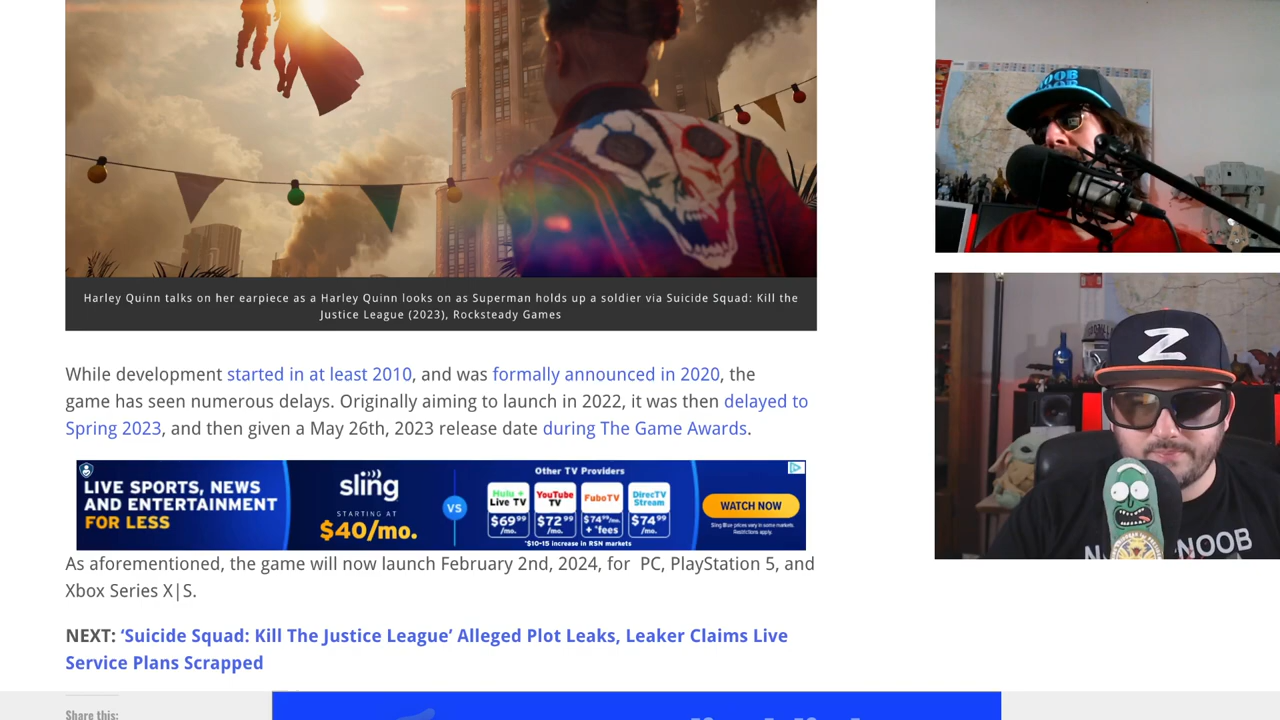 Harley Quinn talks on her earpiece as a Harley Quinn looks on as Superman holds up a soldier via Suicide Squad: Kill the
Justice League (2023), Rocksteady Games
While development started in at least 2010, and was formally announced in 2020, the
game has seen numerous delays. Originally aiming to launch in 2022, it was then delayed to
Spring 2023, and then given a May 26th, 2023 release date during The Game Awards.
LIVE SPORTS, NEWS
AND ENTERTAINMENT
FOR LESS
sling
STARTING AT
$40/mo.
VS
Other TV Providers
Hulu + Live TV
$69.99 /mo.
YouTube TV
$72.99 /mo.
FuboTV
$74.99/mo. + *fees
DirecTV Stream
$74.99 /mo.
*$10-15 increase in RSN markets
WATCH NOW
Sling Blue prices vary in some markets.
Restrictions apply.
As aforementioned, the game will now launch February 2nd, 2024, for PC, PlayStation 5, and
Xbox Series X|S.
NEXT: ‘Suicide Squad: Kill The Justice League’ Alleged Plot Leaks, Leaker Claims Live
Service Plans Scrapped
Share this:
NOOB
Z
NOOB